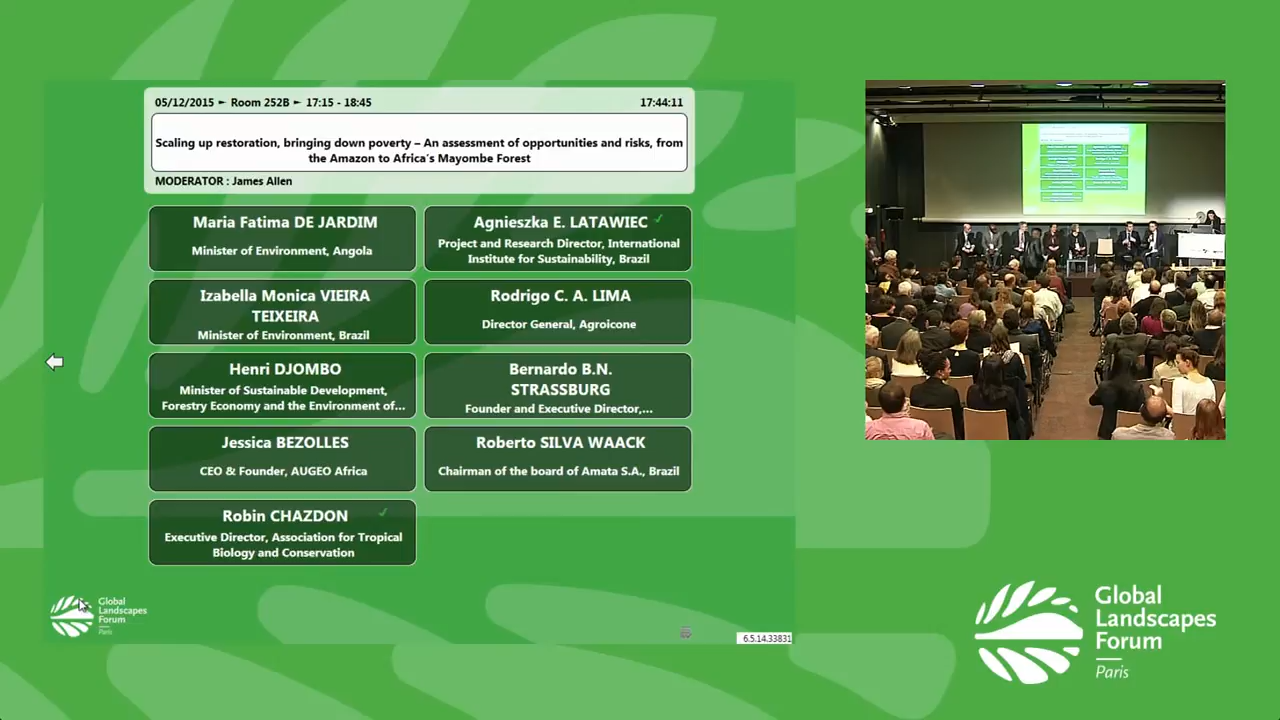 05/12/2015 ► Room 252B ► 17:15 - 18:45
17:44:11
Scaling up restoration, bringing down poverty – An assessment of opportunities and risks, from
the Amazon to Africa's Mayombe Forest
MODERATOR : James Allen
Maria Fatima DE JARDIM
Minister of Environment, Angola
Agnieszka E. LATAWIEC ✓
Project and Research Director, International
Institute for Sustainability, Brazil
Izabella Monica VIEIRA
TEIXEIRA
Minister of Environment, Brazil
Rodrigo C. A. LIMA
Director General, Agroicone
Henri DJOMBO
Minister of Sustainable Development,
Forestry Economy and the Environment of...
Bernardo B.N.
STRASSBURG
Founder and Executive Director,...
Jessica BEZOLLES
CEO & Founder, AUGEO Africa
Roberto SILVA WAACK
Chairman of the board of Amata S.A., Brazil
Robin CHAZDON ✓
Executive Director, Association for Tropical
Biology and Conservation
Global
Landscapes
Forum
Paris
6.5.14.33831
Global
Landscapes
Forum
Paris